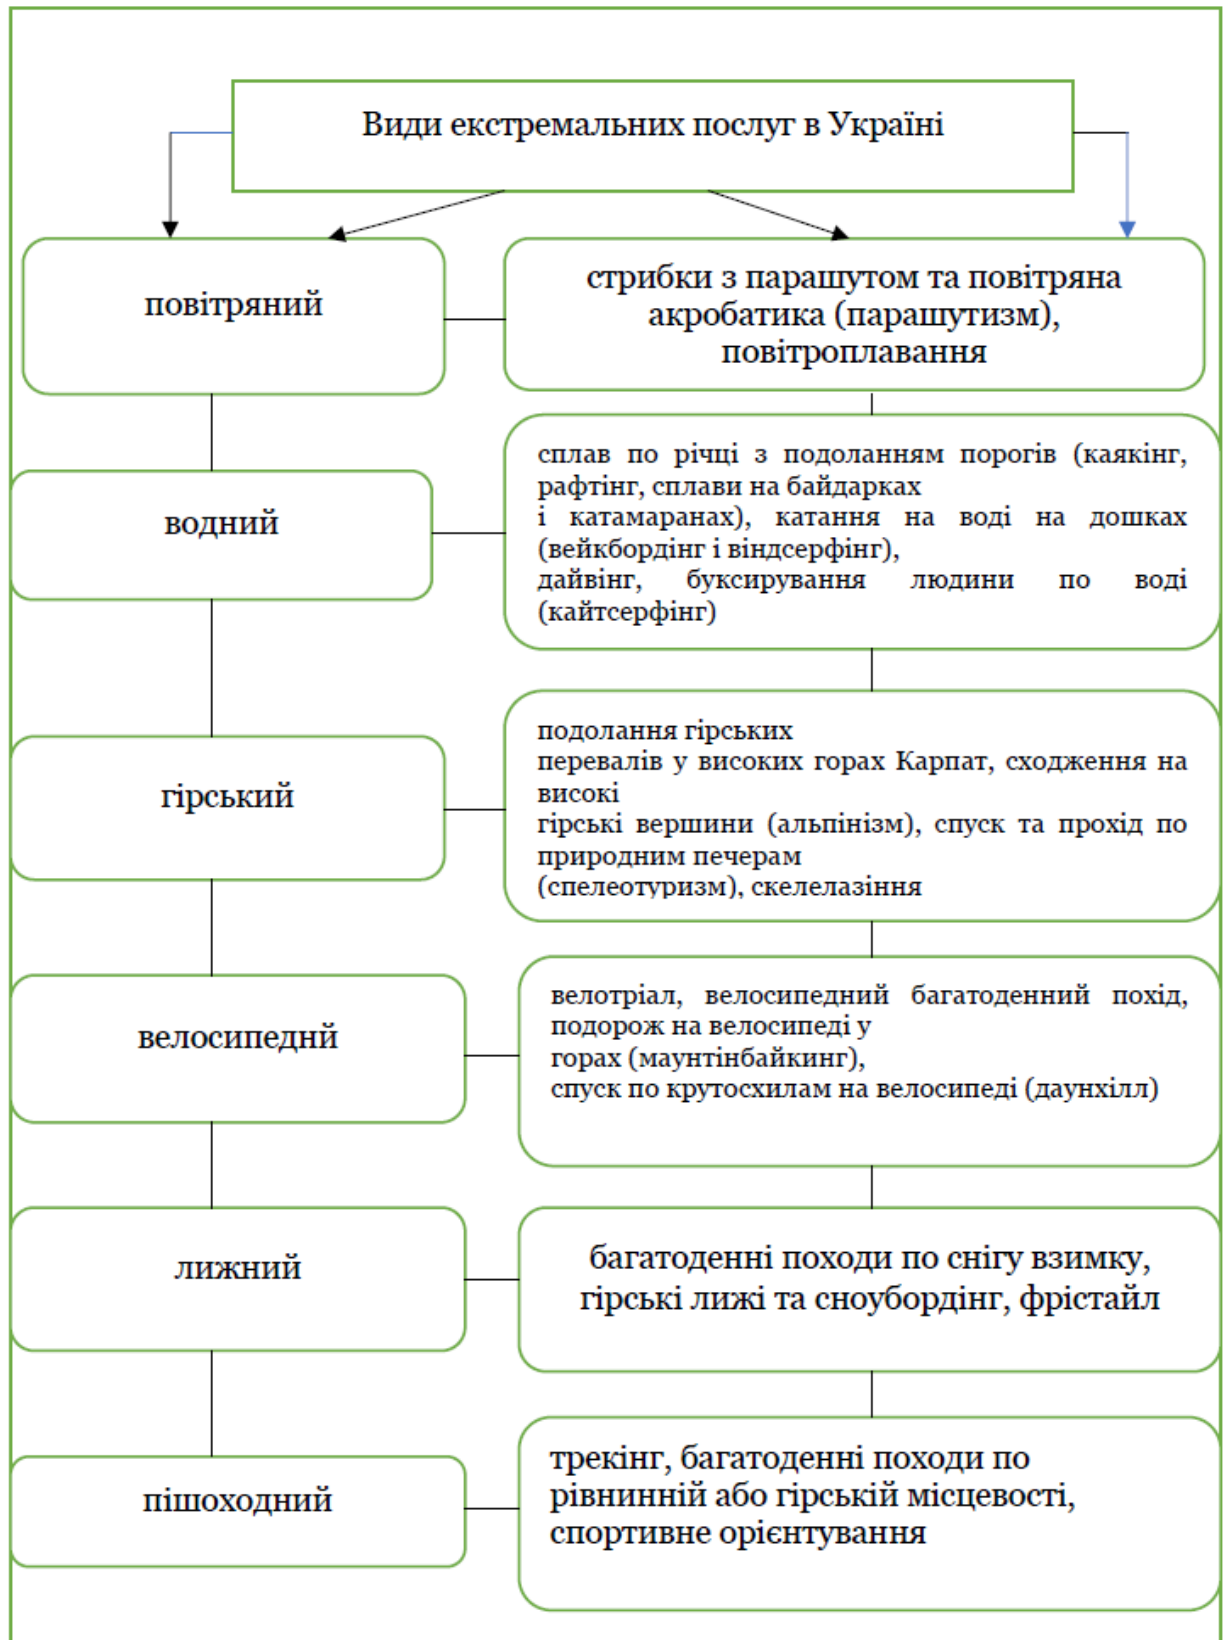 Види екстремальних послуг в Україні
повітряний
стрибки з парашутом та повітряна
акробатика (парашутизм),
повітроплавання
водний
сплав по річці з подоланням порогів (каякінг,
рафтінг, сплави на байдарках
і катамаранах), катання на воді на дошках
(вейкбордінг і віндсерфінг),
дайвінг, буксирування людини по воді
(кайтсерфінг)
гірський
подолання гірських
перевалів у високих горах Карпат, сходження на
високі
гірські вершини (альпінізм), спуск та прохід по
природним печерам
(спелеотуризм), скелелазіння
велосипеднй
велотріал, велосипедний багатоденний похід,
подорож на велосипеді у
горах (маунтінбайкинг),
спуск по крутосхилам на велосипеді (даунхілл)
лижний
багатоденні походи по снігу взимку,
гірські лижі та сноубордінг, фрістайл
пішоходний
трекінг, багатоденні походи по
рівнинній або гірській місцевості,
спортивне орієнтування